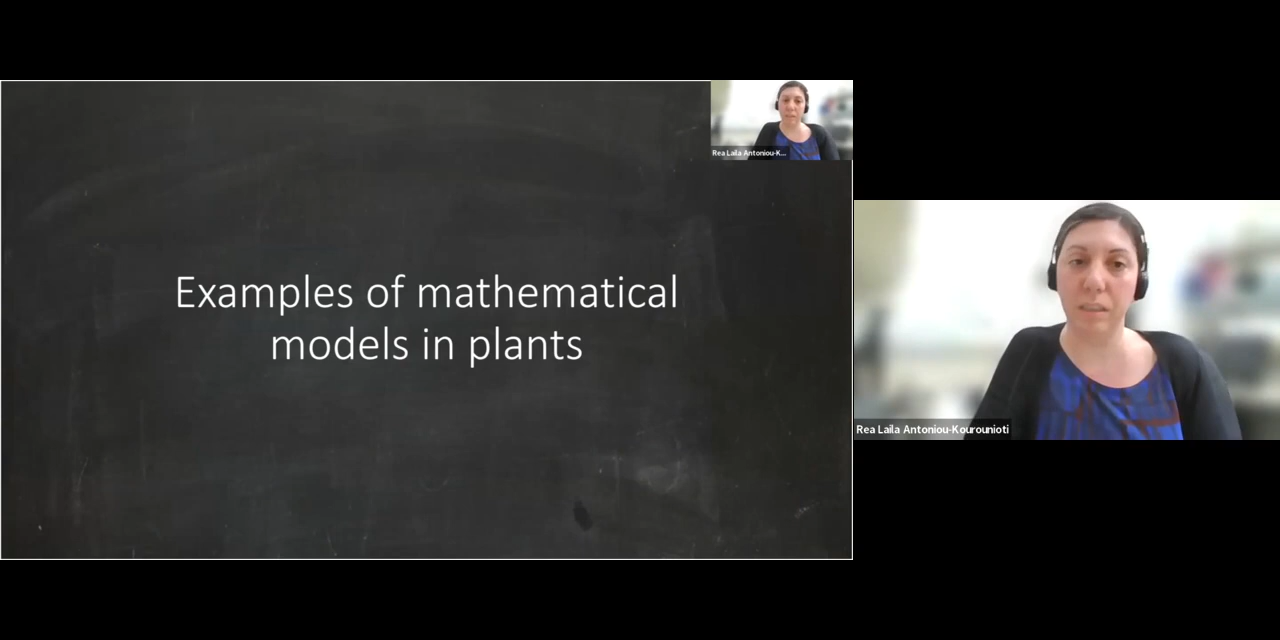 Rea Laila Antoniou-K...
Examples of mathematical
models in plants
Rea Laila Antoniou-Kourounioti